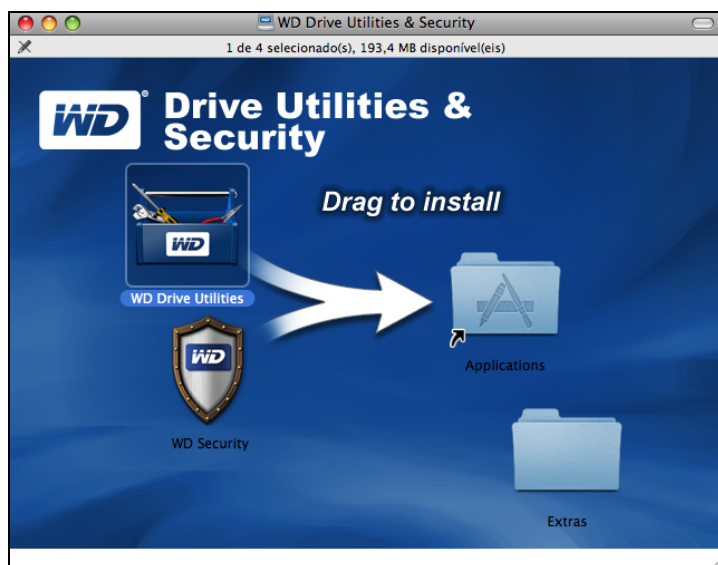 WD Drive Utilities & Security
1 de 4 selecionado(s), 193,4 MB disponível(eis)
WD
Drive Utilities &
Security
Drag to install
WD
WD Drive Utilities
Applications
WD
WD Security
Extras